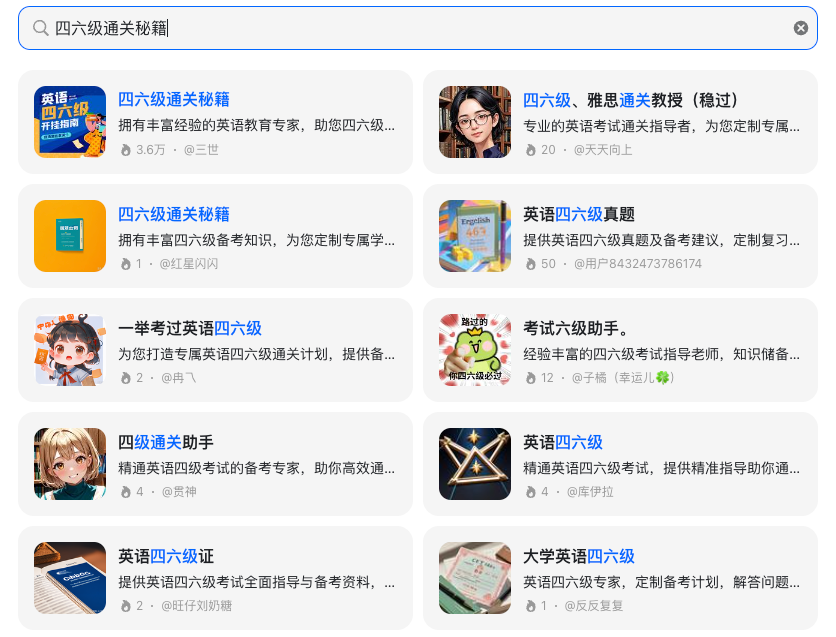 四六级通关秘籍
英语
四六级
开挂指南
四六级通关秘籍
拥有丰富经验的英语教育专家，助您四六级...
3.6万 · @三世
四六级、雅思通关教授（稳过）
专业的英语考试通关指导者，为您定制专属...
20 · @天天向上
四六级通关秘籍
拥有丰富四六级备考知识，为您定制专属学...
1 · @红星闪闪
英语四六级真题
提供英语四六级真题及备考建议，定制复习...
50 · @用户8432473786174
一举考过英语四六级
为您打造专属英语四六级通关计划，提供备...
2 · @冉乀
路过的
你四六级必过
考试六级助手。
经验丰富的四六级考试指导老师，知识储备...
12 · @子橘（幸运儿🍀）
四级通关助手
精通英语四级考试的备考专家，助你高效通...
4 · @贯神
英语四六级
精通英语四六级考试，提供精准指导助你通...
4 · @库伊拉
英语四六级证
提供英语四六级考试全面指导与备考资料，...
2 · @旺仔刘奶糖
大学英语四六级
英语四六级专家，定制备考计划，解答问题...
1 · @反反复复